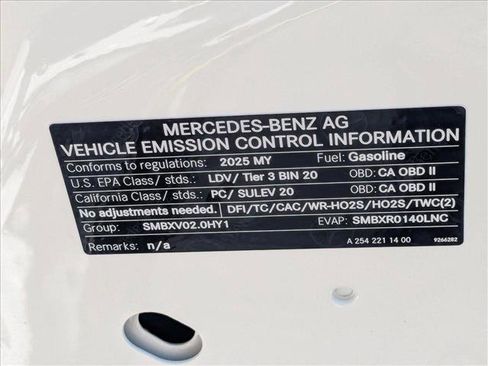 MERCEDES-BENZ AG
VEHICLE EMISSION CONTROL INFORMATION
Conforms to regulations: 2025 MY Fuel: Gasoline
U.S. EPA Class/ stds.: LDV/ Tier 3 BIN 20 OBD: CA OBD II
California Class/ stds.: PC/ SULEV 20 OBD: CA OBD II
No adjustments needed. DFI/TC/CAC/WR-HO2S/HO2S/TWC(2)
Group: SMBXV02.0HY1 EVAP: SMBXR0140LNC
Remarks: n/a A 254 221 14 00 9266282